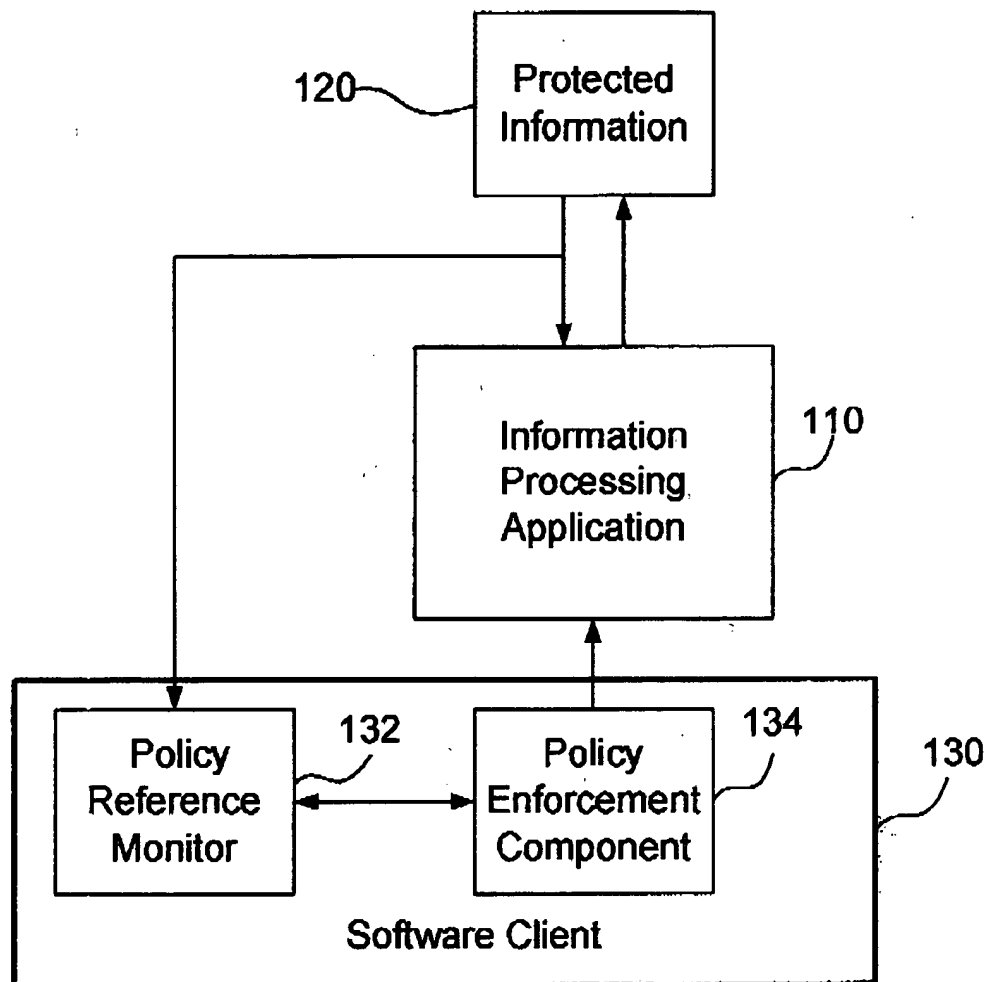 120
Protected
Information
110
Information
Processing
Application
132
Policy
Reference
Monitor
134
Policy
Enforcement
Component
130
Software Client